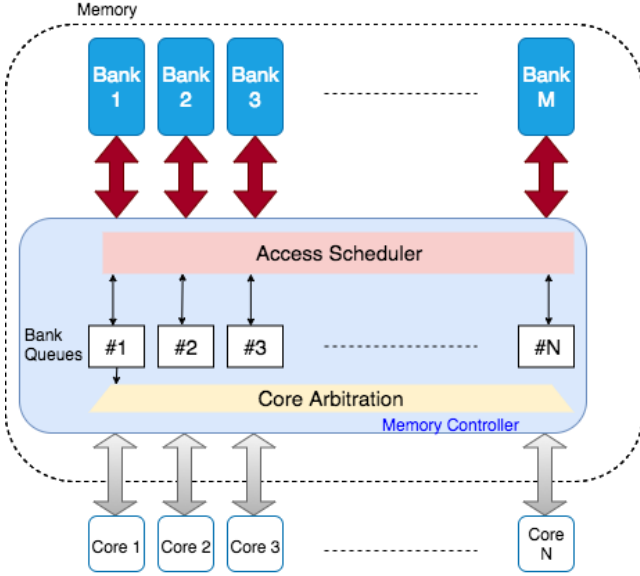 Memory
Bank
1
Bank
2
Bank
3
Bank
M
Access Scheduler
Bank
Queues
#1
#2
#3
#N
Core Arbitration
Memory Controller
Core 1
Core 2
Core 3
Core
N